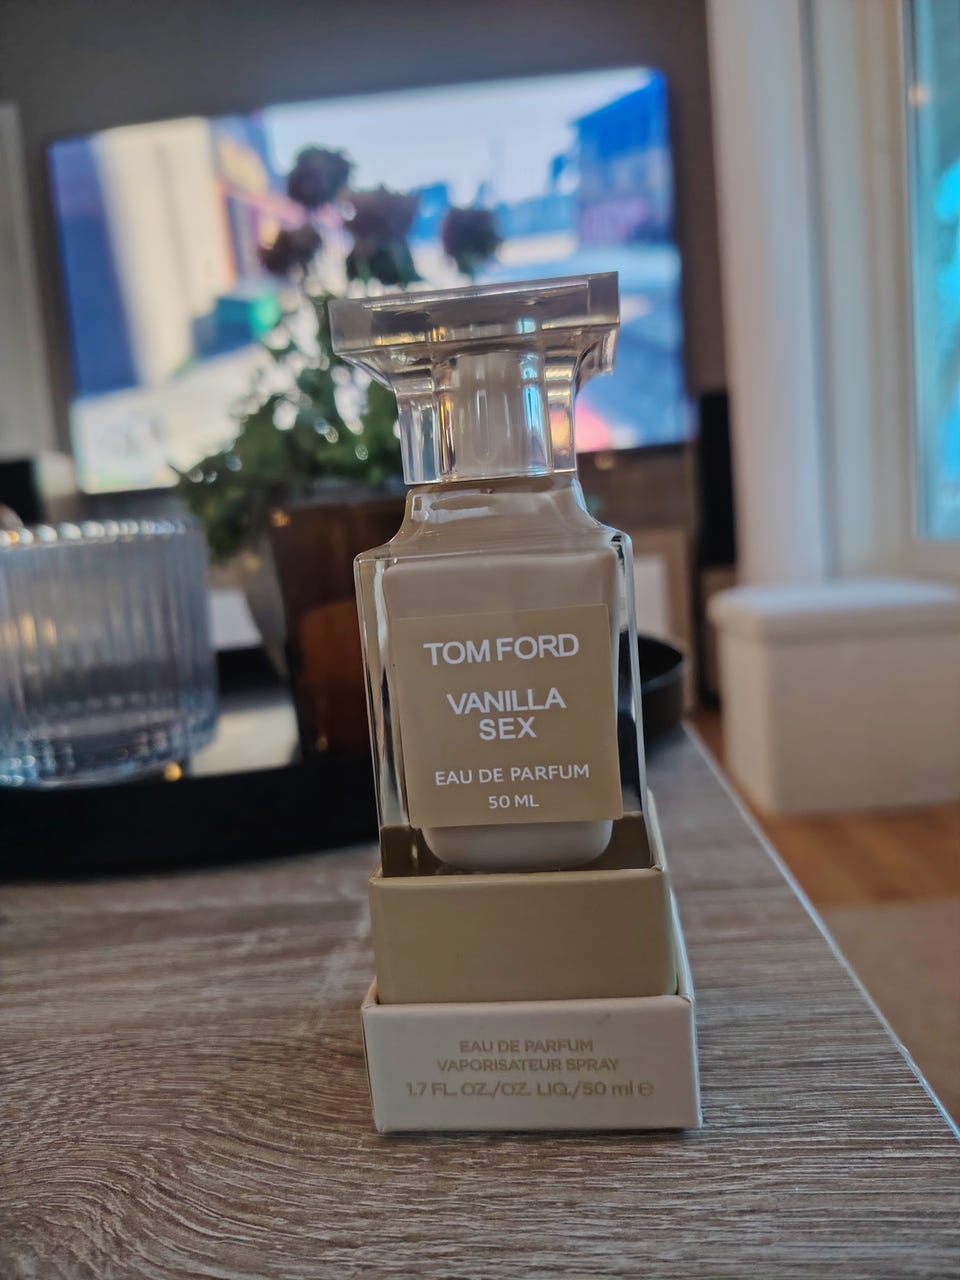 TOM FORD
VANILLA
SEX
EAU DE PARFUM
50 ML
EAU DE PARFUM
VAPORISATEUR SPRAY
1.7 FL. OZ./OZ. LIQ./50 ml ℮